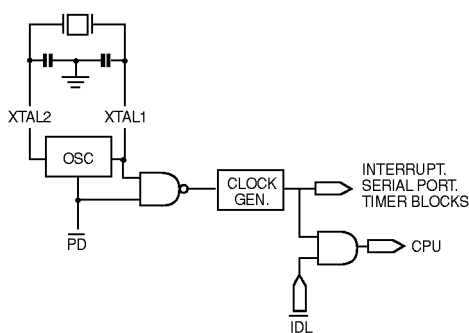 XTAL2 XTAL1
OSC
CLOCK
GEN.
INTERRUPT.
SERIAL PORT.
TIMER BLOCKS
PD
CPU
IDL